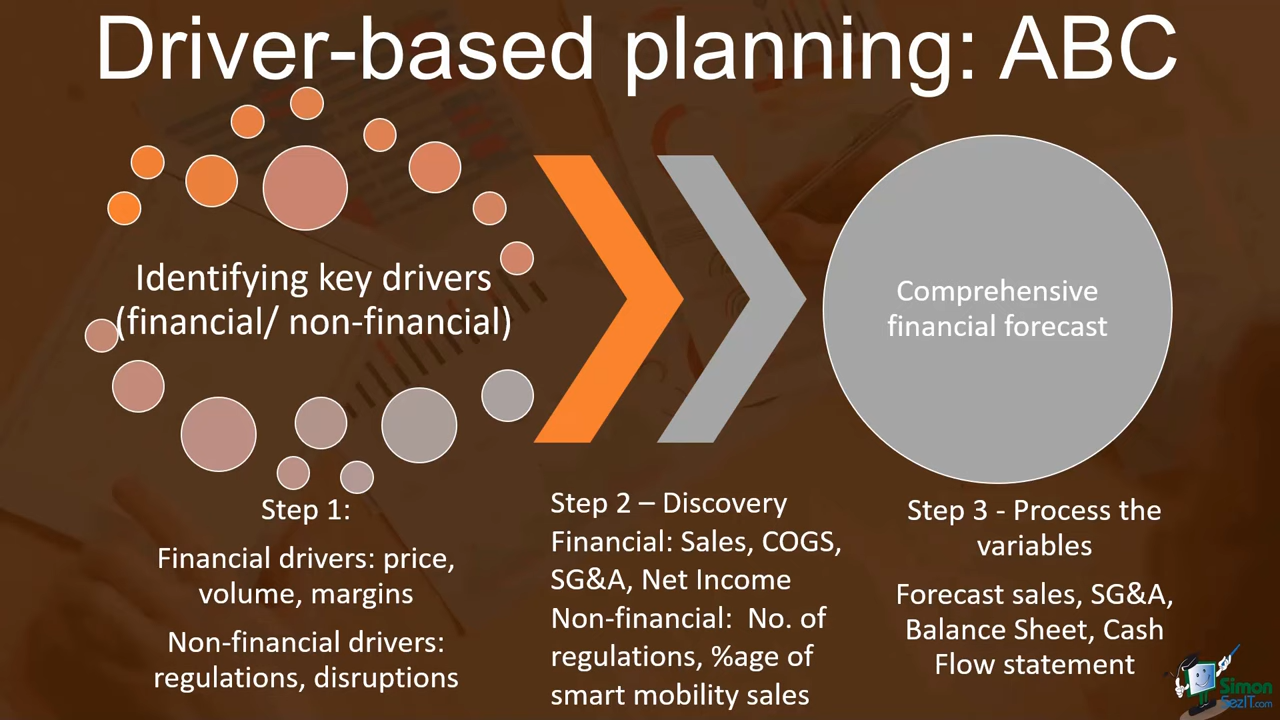 Driver-based planning: ABC
Identifying key drivers
(financial/ non-financial)
Comprehensive
financial forecast
Step 1:
Financial drivers: price,
volume, margins
Non-financial drivers:
regulations, disruptions
Step 2 – Discovery
Financial: Sales, COGS,
SG&A, Net Income
Non-financial:  No. of
regulations, %age of
smart mobility sales
Step 3 - Process the
variables
Forecast sales, SG&A,
Balance Sheet, Cash
Flow statement
Simon
SezIT.com